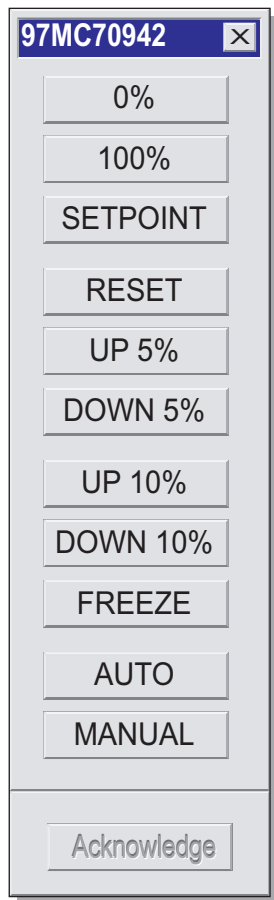 97MC70942
0%
100%
SETPOINT
RESET
UP 5%
DOWN 5%
UP 10%
DOWN 10%
FREEZE
AUTO
MANUAL
Acknowledge